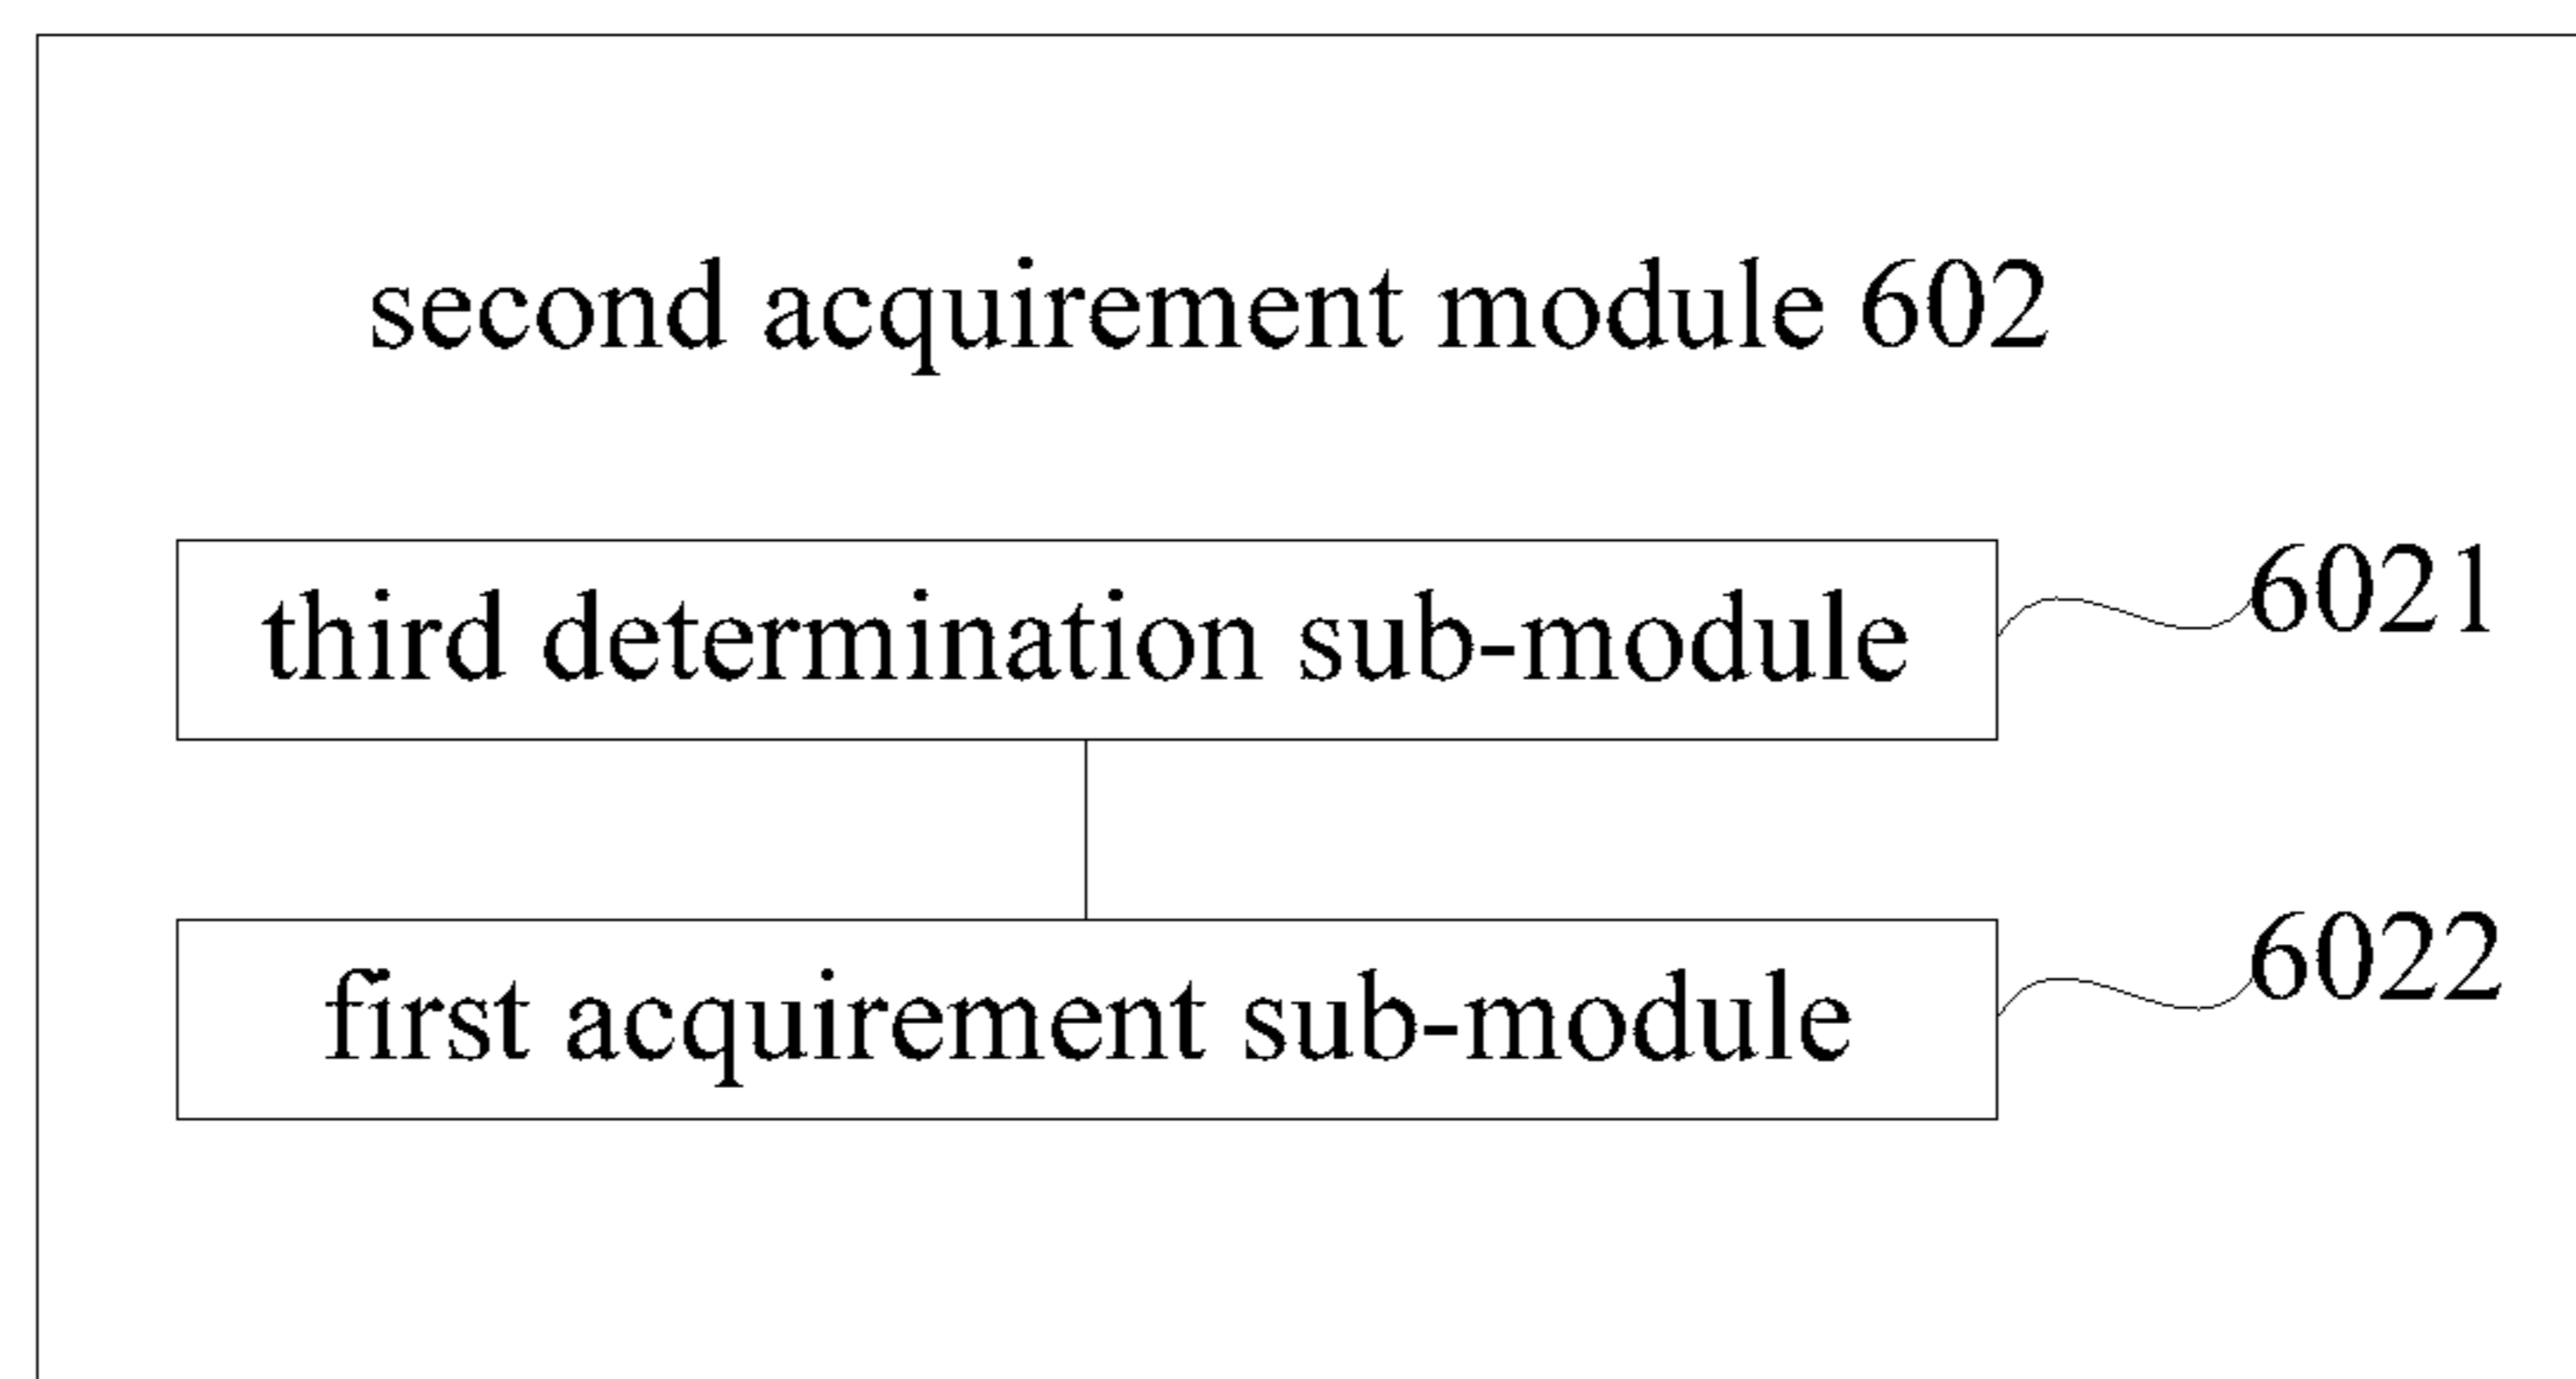 second acquirement module 602
third determination sub-module 6021
first acquirement sub-module 6022